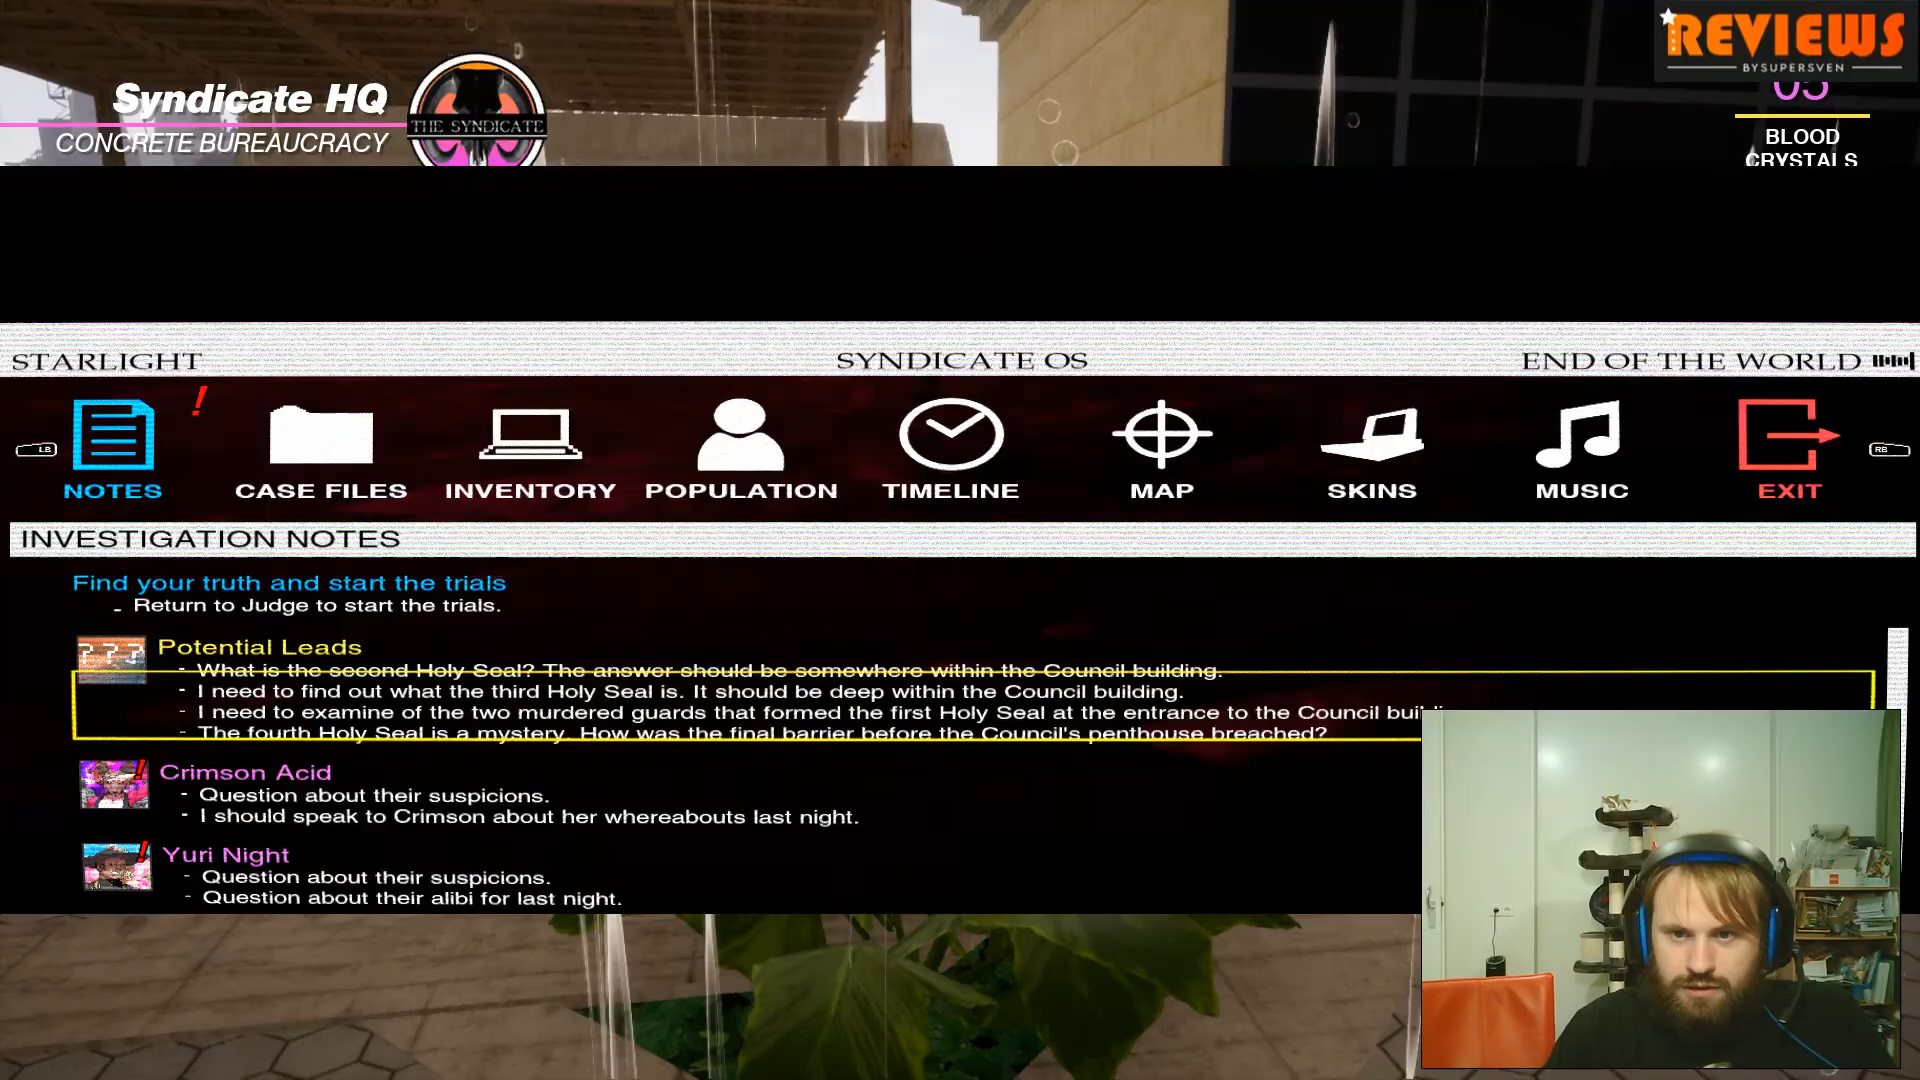 REVIEWS
BYSUPERSVEN
Syndicate HQ
CONCRETE BUREAUCRACY
THE SYNDICATE
05
BLOOD
CRYSTALS
STARLIGHT
SYNDICATE OS
END OF THE WORLD
LB
NOTES
CASE FILES
INVENTORY
POPULATION
TIMELINE
MAP
SKINS
MUSIC
EXIT
RB
INVESTIGATION NOTES
Find your truth and start the trials
- Return to Judge to start the trials.
???
Potential Leads
- What is the second Holy Seal? The answer should be somewhere within the Council building.
- I need to find out what the third Holy Seal is. It should be deep within the Council building.
- I need to examine of the two murdered guards that formed the first Holy Seal at the entrance to the Council
- The fourth Holy Seal is a mystery. How was the final barrier before the Council's penthouse breached?
Crimson Acid
- Question about their suspicions.
- I should speak to Crimson about her whereabouts last night.
Yuri Night
- Question about their suspicions.
- Question about their alibi for last night.